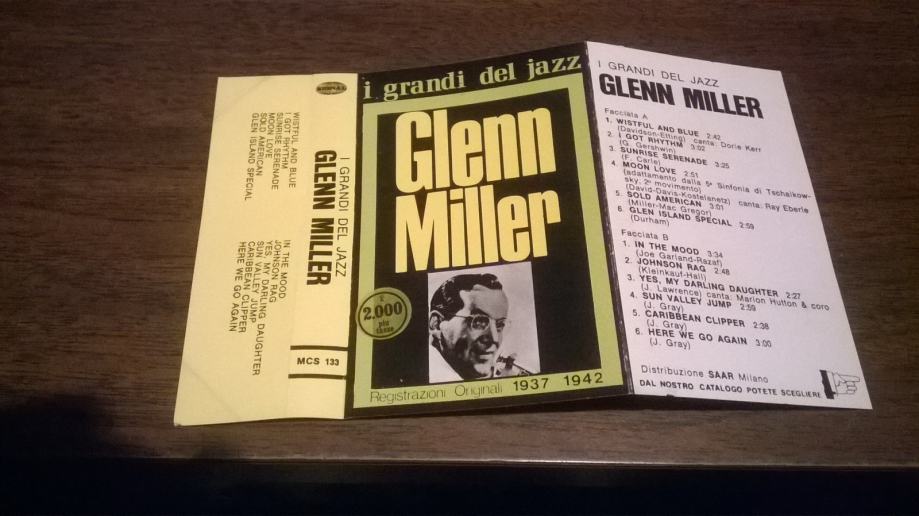 WISTFUL AND BLUE
I GOT RHYTHM
SUNRISE SERENADE
MOON LOVE
SOLD AMERICAN
GLEN ISLAND SPECIAL
IN THE MOOD
JOHNSON RAG
YES, MY DARLING DAUGHTER
SUN VALLEY JUMP
CARIBBEAN CLIPPER
HERE WE GO AGAIN
I GRANDI DEL JAZZ
GLENN MILLER
MCS 133
i grandi del jazz
Glenn
Miller
£
2.000
più
tasse
Registrazioni Originali 1937 1942
I GRANDI DEL JAZZ
GLENN MILLER
Facciata A
1. WISTFUL AND BLUE 2:42
(Davidson-Etting) canta: Dorie Kerr
2. I GOT RHYTHM 3:02
(G. Gershwin)
3. SUNRISE SERENADE 3:25
(F. Carle)
4. MOON LOVE 2:51
(adattamento dalla 5ª Sinfonia di Tschaikow-
sky: 2º movimento)
(David-Davis-Kostelanetz) canta: Ray Eberle
5. SOLD AMERICAN 3:01
(Miller-Mac Gregor)
6. GLEN ISLAND SPECIAL 2:59
(Durham)
Facciata B
1. IN THE MOOD 3:34
(Joe Garland-Razaf)
2. JOHNSON RAG 2:48
(Kleinkauf-Hall)
3. YES, MY DARLING DAUGHTER 2:27
(J. Lawrence) canta: Marion Hutton & coro
4. SUN VALLEY JUMP 2:59
(J. Gray)
5. CARIBBEAN CLIPPER 2:38
(J. Gray)
6. HERE WE GO AGAIN 3:00
(J. Gray)
Distribuzione SAAR Milano
DAL NOSTRO CATALOGO POTETE SCEGLIERE